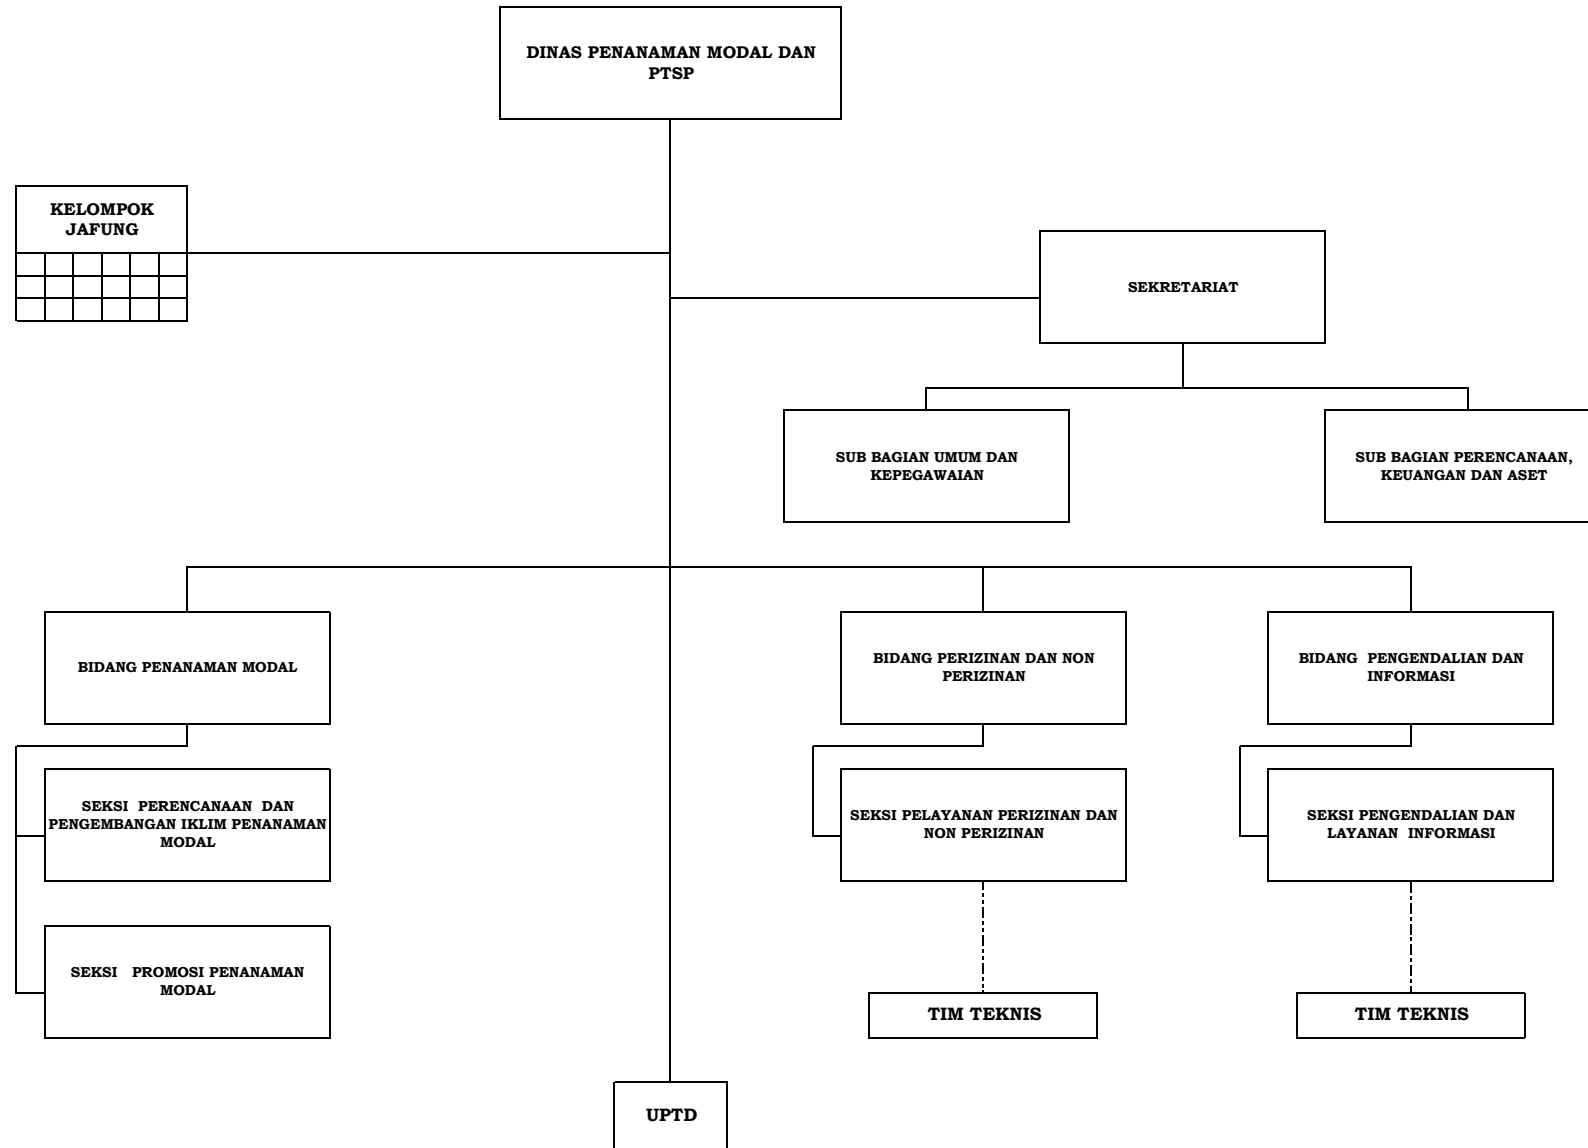 DINAS PENANAMAN MODAL DAN
PTSP
KELOMPOK
JAFUNG
SEKRETARIAT
SUB BAGIAN UMUM DAN
KEPEGAWAIAN
SUB BAGIAN PERENCANAAN,
KEUANGAN DAN ASET
BIDANG PENANAMAN MODAL
BIDANG PERIZINAN DAN NON
PERIZINAN
BIDANG PENGENDALIAN DAN
INFORMASI
SEKSI PERENCANAAN DAN
PENGEMBANGAN IKLIM PENANAMAN
MODAL
SEKSI PELAYANAN PERIZINAN DAN
NON PERIZINAN
SEKSI PENGENDALIAN DAN
LAYANAN INFORMASI
SEKSI PROMOSI PENANAMAN
MODAL
TIM TEKNIS
TIM TEKNIS
UPTD